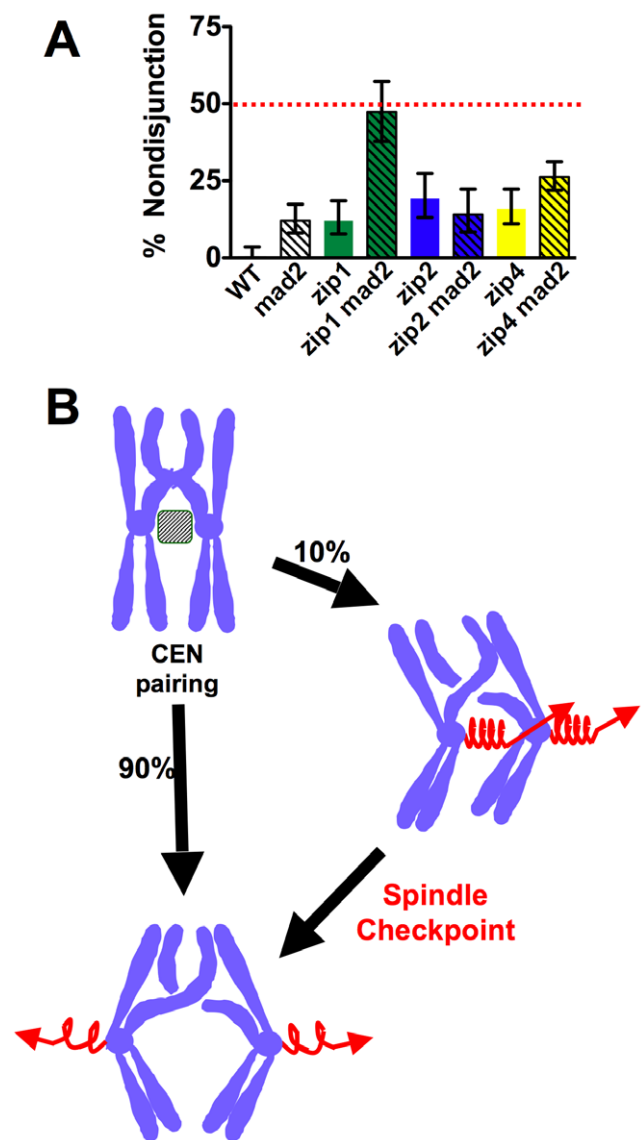 A
% Nondisjunction
75
50
25
0
WT
mad2
zip1
zip1 mad2
zip2
zip2 mad2
zip4
zip4 mad2
B
10%
CEN
pairing
90%
Spindle
Checkpoint